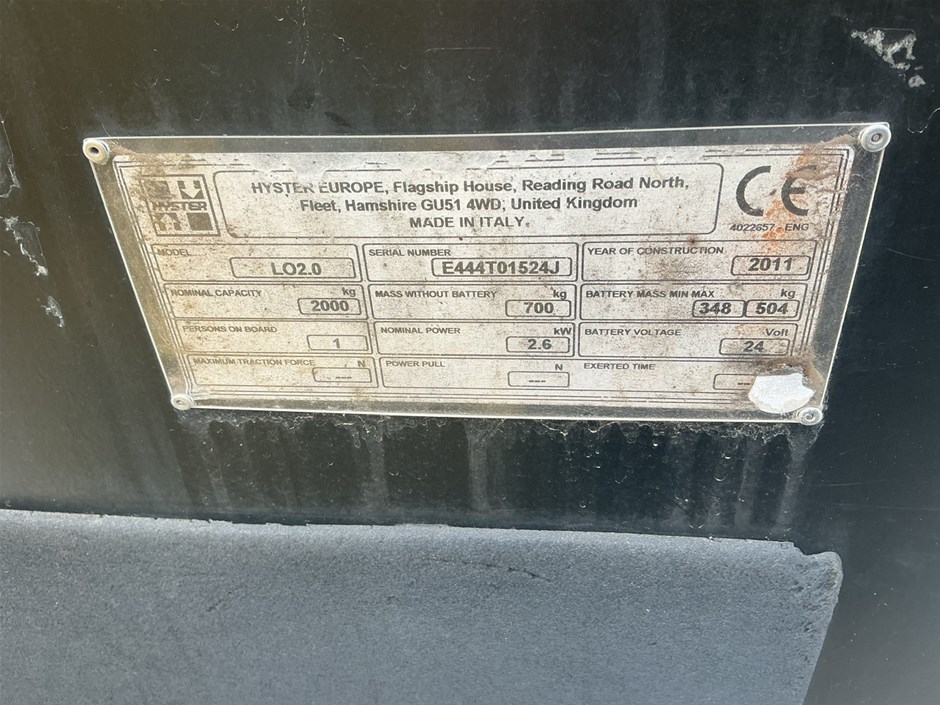 HYSTER
HYSTER EUROPE, Flagship House, Reading Road North,
Fleet, Hamshire GU51 4WD; United Kingdom
MADE IN ITALY.
CE
4022657 - ENG
MODEL LO2.0
SERIAL NUMBER E444T01524J
YEAR OF CONSTRUCTION 2011
NOMINAL CAPACITY kg 2000
MASS WITHOUT BATTERY kg 700
BATTERY MASS MIN MAX kg 348 504
PERSONS ON BOARD 1
NOMINAL POWER kW 2.6
BATTERY VOLTAGE Volt 24
MAXIMUM TRACTION FORCE N ---
POWER PULL N ---
EXERTED TIME --